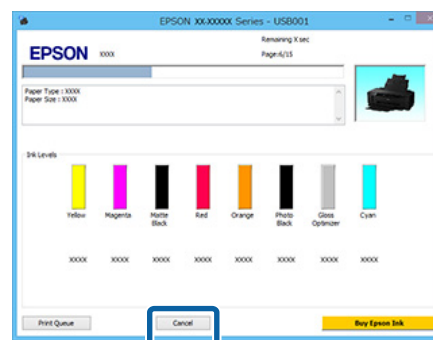 EPSON XX-XXXXX Series - USB001
EPSON XXXX
Remaining X sec
Page:6/15
Paper Type : XXXX
Paper Size : XXXX
Ink Levels
Yellow Magenta Matte Black Red Orange Photo Black Gloss Optimizer Cyan
XXXX XXXX XXXX XXXX XXXX XXXX XXXX XXXX
Print Queue Cancel Buy Epson Ink